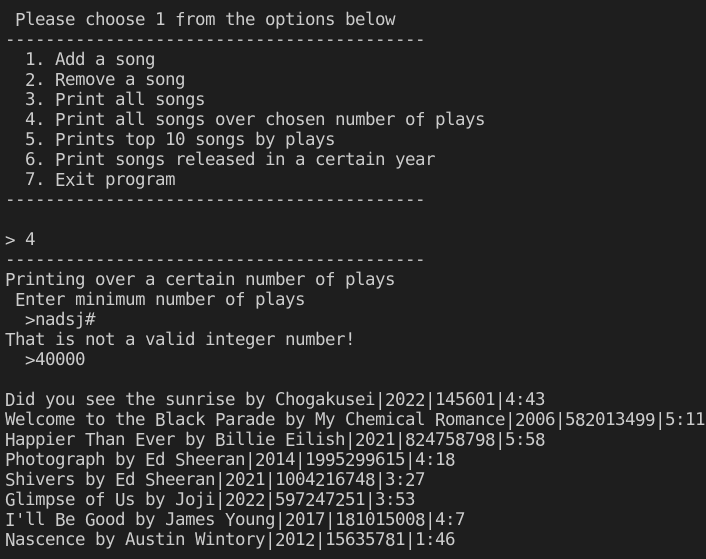 Please choose 1 from the options below
------------------------------------------
1. Add a song
2. Remove a song
3. Print all songs
4. Print all songs over chosen number of plays
5. Prints top 10 songs by plays
6. Print songs released in a certain year
7. Exit program
------------------------------------------
> 4
------------------------------------------
Printing over a certain number of plays
Enter minimum number of plays
>nadsj#
That is not a valid integer number!
>40000
Did you see the sunrise by Chogakusei|2022|145601|4:43
Welcome to the Black Parade by My Chemical Romance|2006|582013499|5:11
Happier Than Ever by Billie Eilish|2021|824758798|5:58
Photograph by Ed Sheeran|2014|1995299615|4:18
Shivers by Ed Sheeran|2021|1004216748|3:27
Glimpse of Us by Joji|2022|597247251|3:53
I'll Be Good by James Young|2017|181015008|4:7
Nascence by Austin Wintory|2012|15635781|1:46